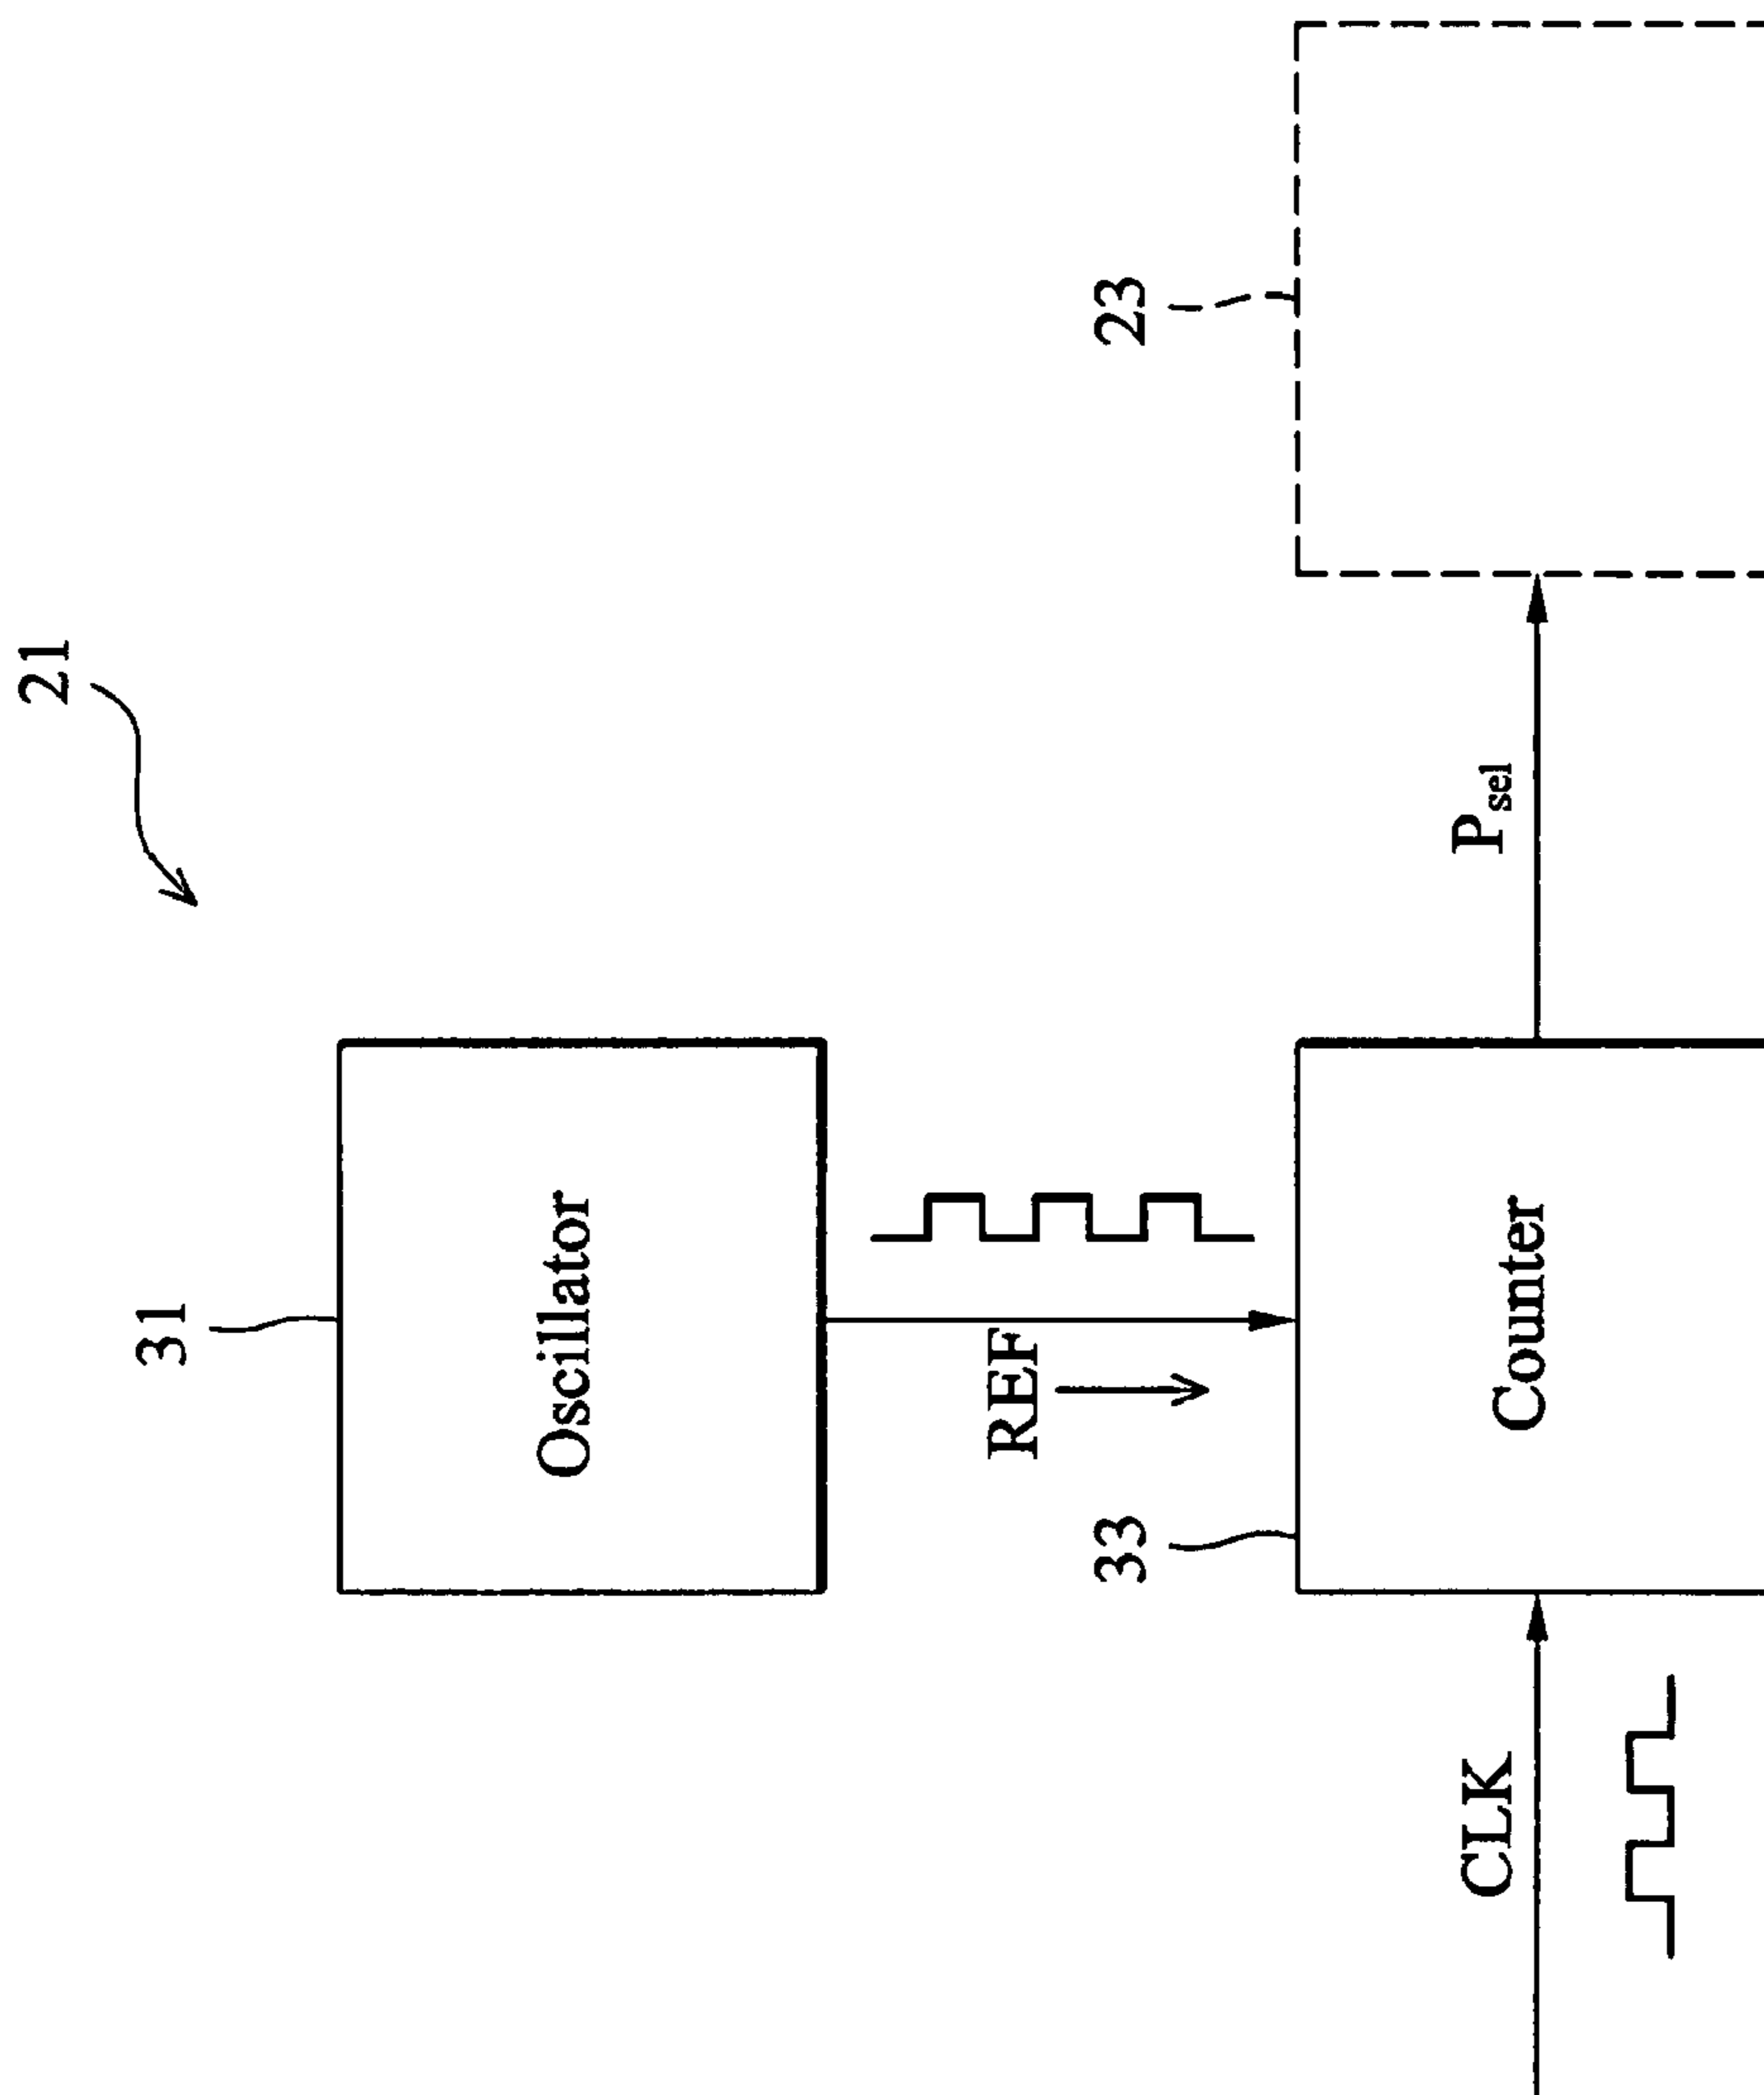 21
31
Oscillator
REF
33
23
CLK
Counter
Psel